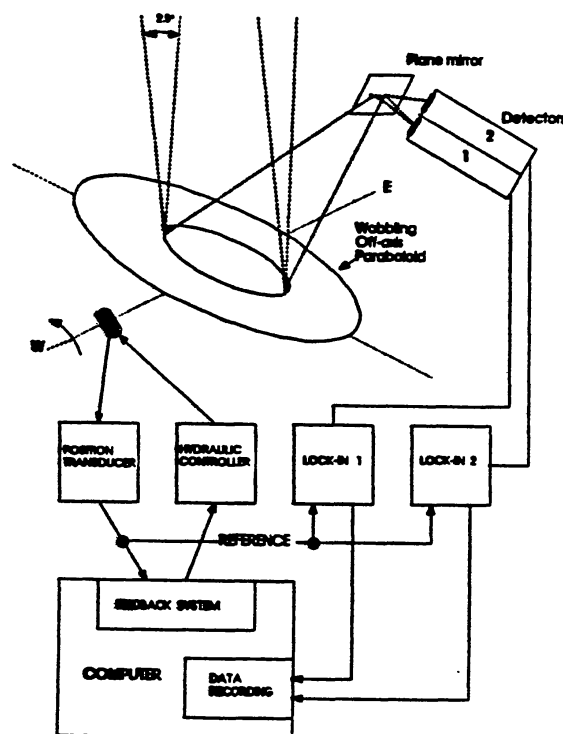 2.9°
Plane mirror
Detectors
2
1
E
Wobbling
Off-axis
Paraboloid
W
POSITION
TRANSDUCER
HYDRAULIC
CONTROLLER
LOCK-IN 1
LOCK-IN 2
REFERENCE
FEEDBACK SYSTEM
COMPUTER
DATA
RECORDING